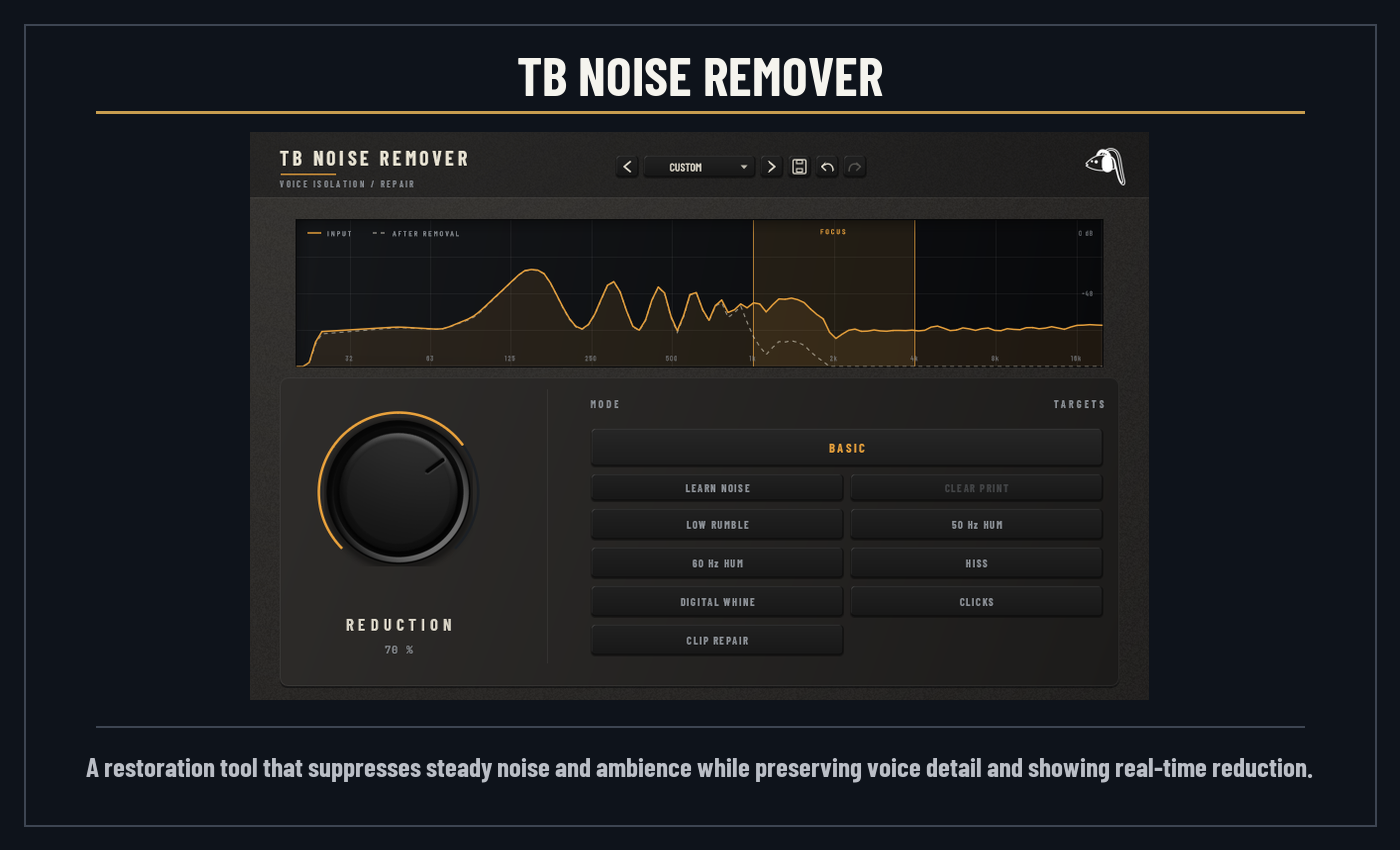 TB NOISE REMOVER
TB NOISE REMOVER
VOICE ISOLATION / REPAIR
CUSTOM
INPUT
AFTER REMOVAL
FOCUS
0 dB
-48
32
63
125
250
500
1k
2k
4k
8k
16k
MODE
TARGETS
BASIC
LEARN NOISE
CLEAR PRINT
LOW RUMBLE
50 Hz HUM
60 Hz HUM
HISS
DIGITAL WHINE
CLICKS
CLIP REPAIR
REDUCTION
70 %
A restoration tool that suppresses steady noise and ambience while preserving voice detail and showing real-time reduction.